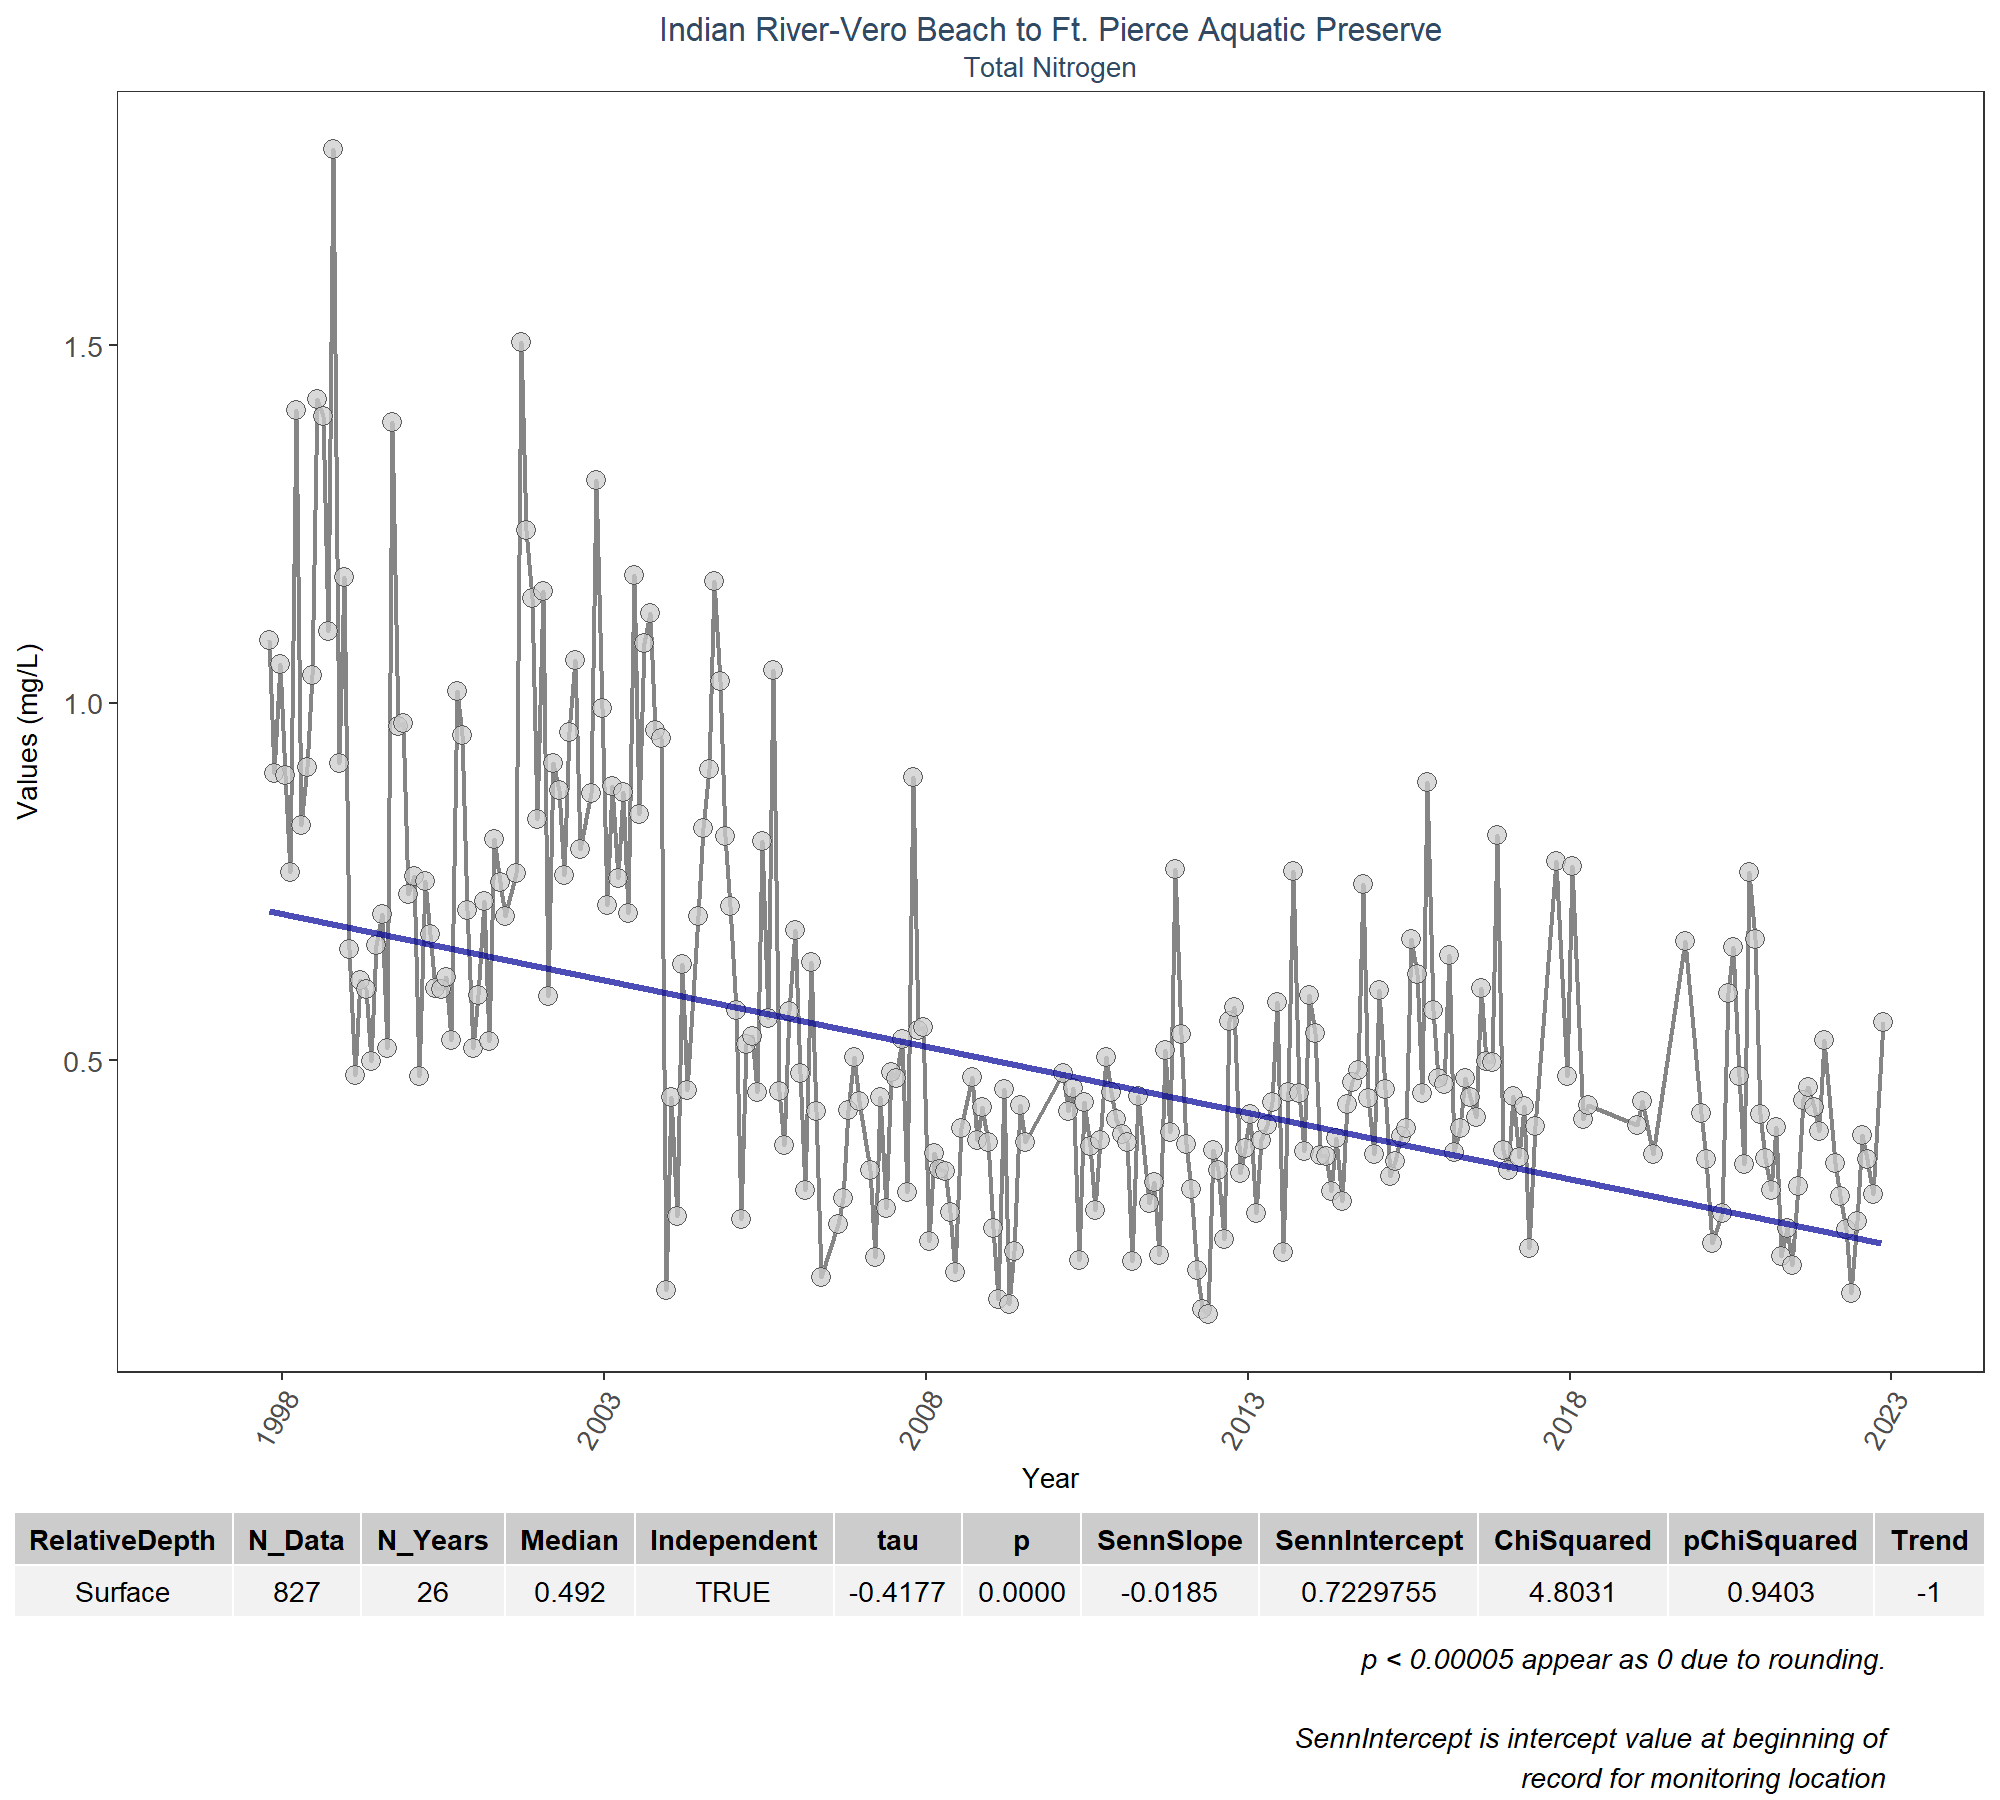 Indian River-Vero Beach to Ft. Pierce Aquatic Preserve
Total Nitrogen
Values (mg/L)
1.5
1.0
0.5
1998 2003 2008 2013 2018 2023
Year
RelativeDepth N_Data N_Years Median Independent tau p SennSlope SennIntercept ChiSquared pChiSquared Trend
Surface 827 26 0.492 TRUE -0.4177 0.0000 -0.0185 0.7229755 4.8031 0.9403 -1
p < 0.00005 appear as 0 due to rounding.
SennIntercept is intercept value at beginning of
record for monitoring location